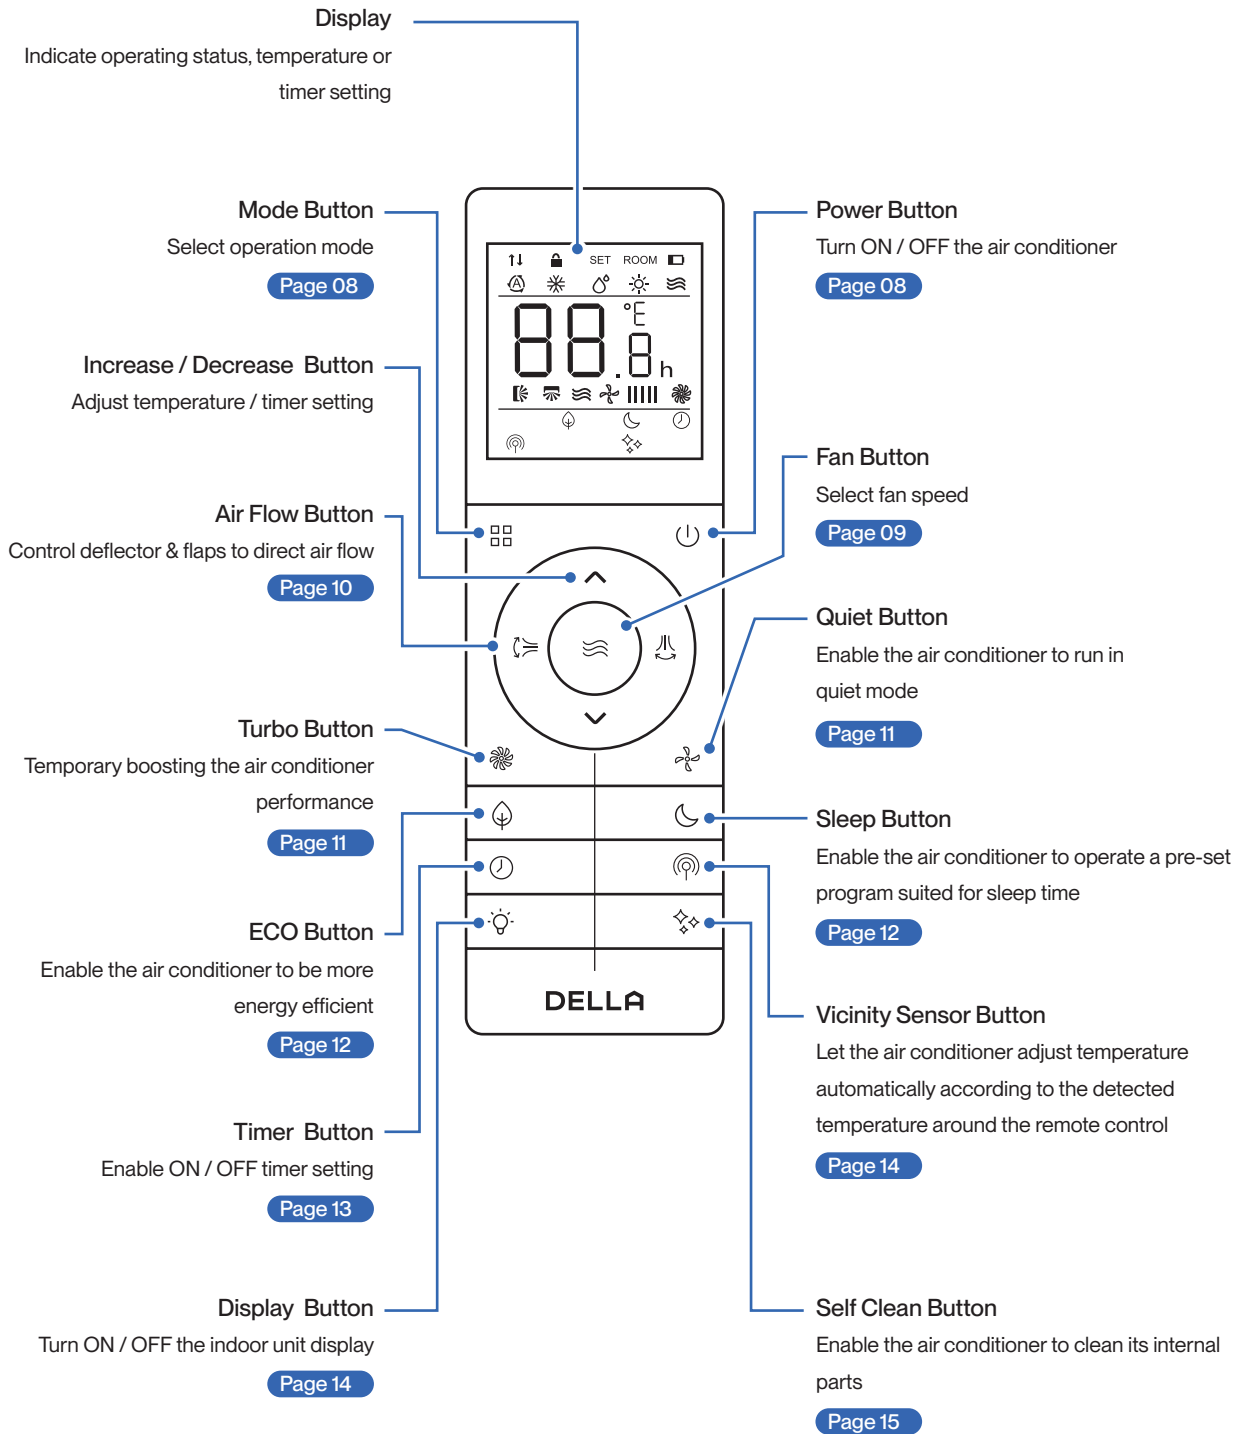 Display
Indicate operating status, temperature or
timer setting
Mode Button
Select operation mode
Page 08
Increase / Decrease Button
Adjust temperature / timer setting
Air Flow Button
Control deflector & flaps to direct air flow
Page 10
Turbo Button
Temporary boosting the air conditioner
performance
Page 11
ECO Button
Enable the air conditioner to be more
energy efficient
Page 12
Timer Button
Enable ON / OFF timer setting
Page 13
Display Button
Turn ON / OFF the indoor unit display
Page 14
SET ROOM
A
88.8h
°E
DELLA
Power Button
Turn ON / OFF the air conditioner
Page 08
Fan Button
Select fan speed
Page 09
Quiet Button
Enable the air conditioner to run in
quiet mode
Page 11
Sleep Button
Enable the air conditioner to operate a pre-set
program suited for sleep time
Page 12
Vicinity Sensor Button
Let the air conditioner adjust temperature
automatically according to the detected
temperature around the remote control
Page 14
Self Clean Button
Enable the air conditioner to clean its internal
parts
Page 15